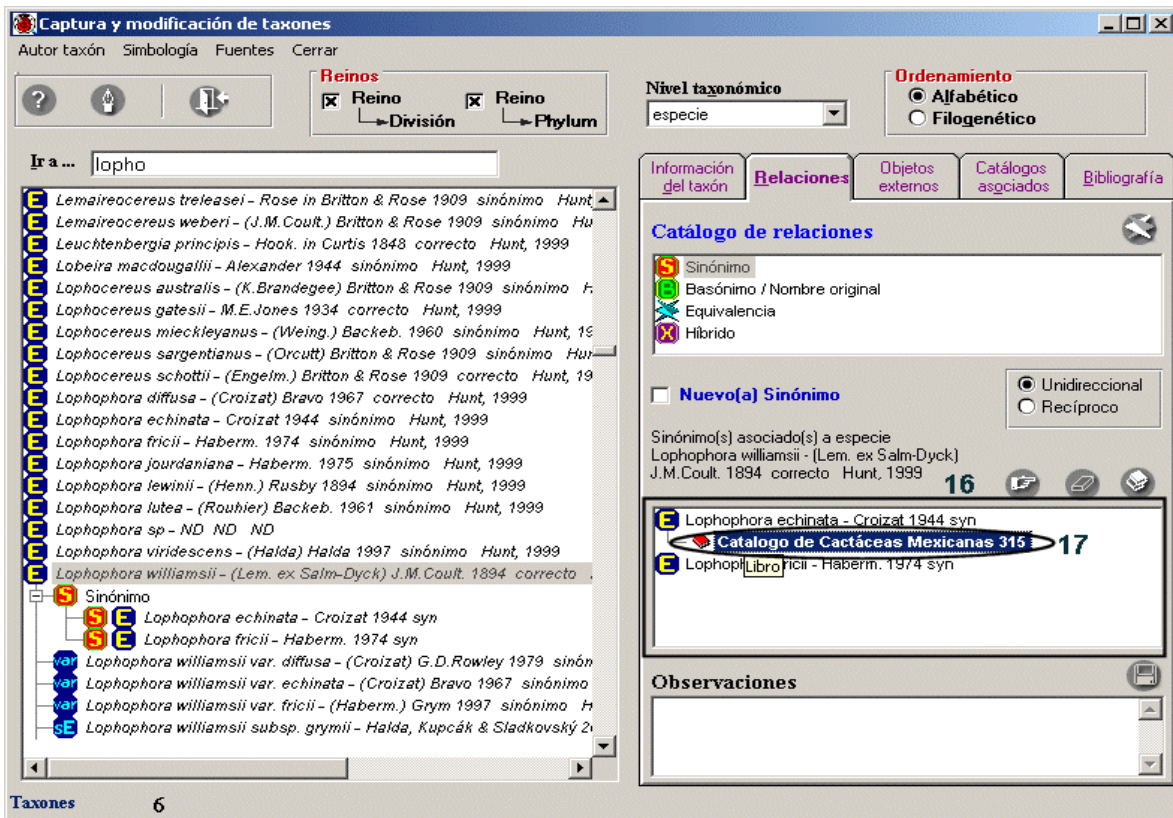 Captura y modificación de taxones
Autor taxón Simbología Fuentes Cerrar
Reinos
Reino
División
Reino
Phylum
Nivel taxonómico
especie
Ordenamiento
Alfabético
Filogenético
Ir a ... lopho
Lemaireocereus treleasei - Rose in Britton & Rose 1909 sinónimo Hunt,
Lemaireocereus weberi - (J.M.Coult.) Britton & Rose 1909 sinónimo Hu
Leuchtenbergia principis - Hook. in Curtis 1848 correcto Hunt, 1999
Lobeira macdougallii - Alexander 1944 sinónimo Hunt, 1999
Lophocereus australis - (K.Brandegee) Britton & Rose 1909 sinónimo H
Lophocereus gatesii - M.E.Jones 1934 correcto Hunt, 1999
Lophocereus mieckleyanus - (Weing.) Backeb. 1960 sinónimo Hunt, 19
Lophocereus sargentianus - (Orcutt) Britton & Rose 1909 sinónimo Hun
Lophocereus schottii - (Engelm.) Britton & Rose 1909 correcto Hunt, 19
Lophophora diffusa - (Croizat) Bravo 1967 correcto Hunt, 1999
Lophophora echinata - Croizat 1944 sinónimo Hunt, 1999
Lophophora fricii - Haberm. 1974 sinónimo Hunt, 1999
Lophophora jourdaniana - Haberm. 1975 sinónimo Hunt, 1999
Lophophora lewinii - (Henn.) Rusby 1894 sinónimo Hunt, 1999
Lophophora lutea - (Rouhier) Backeb. 1961 sinónimo Hunt, 1999
Lophophora sp - ND ND ND
Lophophora viridescens - (Halda) Halda 1997 sinónimo Hunt, 1999
Lophophora williamsii - (Lem. ex Salm-Dyck) J.M.Coult. 1894 correcto
Sinónimo
Lophophora echinata - Croizat 1944 syn
Lophophora fricii - Haberm. 1974 syn
Lophophora williamsii var. diffusa - (Croizat) G.D.Rowley 1979 sinón
Lophophora williamsii var. echinata - (Croizat) Bravo 1967 sinónimo
Lophophora williamsii var. fricii - (Haberm.) Grym 1997 sinónimo H
Lophophora williamsii subsp. grymii - Halda, Kupcák & Sladkovský 2
Taxones 6
Información del taxón
Relaciones
Objetos externos
Catálogos asociados
Bibliografía
Catálogo de relaciones
Sinónimo
Basónimo / Nombre original
Equivalencia
Híbrido
Nuevo(a) Sinónimo
Unidireccional
Recíproco
Sinónimo(s) asociado(s) a especie
Lophophora williamsii - (Lem. ex Salm-Dyck)
J.M.Coult. 1894 correcto Hunt, 1999
16
Lophophora echinata - Croizat 1944 syn
Catalogo de Cactáceas Mexicanas 315
17
Lophop ricii - Haberm. 1974 syn
Libro
Observaciones